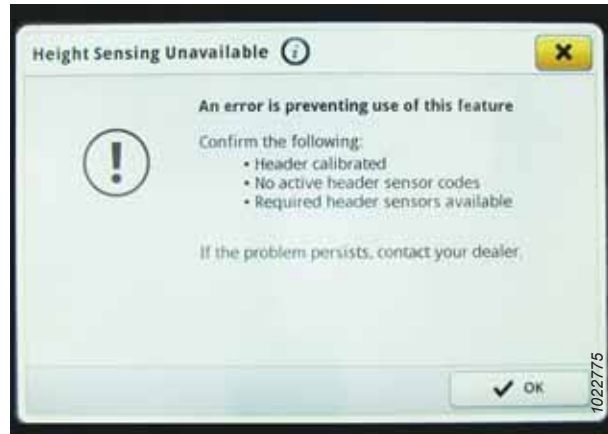 Height Sensing Unavailable i
An error is preventing use of this feature
!
Confirm the following:
• Header calibrated
• No active header sensor codes
• Required header sensors available
If the problem persists, contact your dealer.
OK
1022775